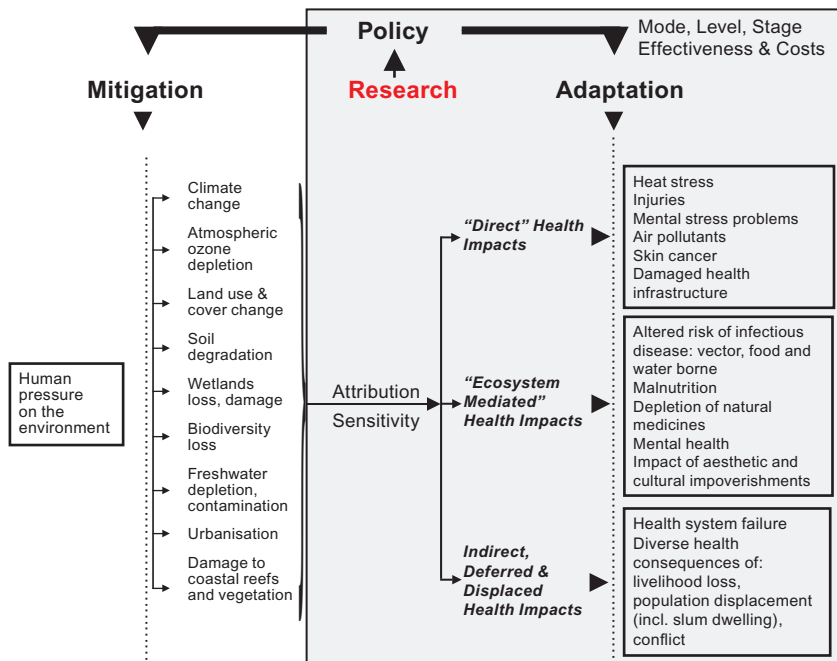 Policy
Mode, Level, Stage
Effectiveness & Costs
Research
Mitigation
Adaptation
Human
pressure
on the
environment
Climate
change
Atmospheric
ozone
depletion
Land use &
cover change
Soil
degradation
Wetlands
loss, damage
Biodiversity
loss
Freshwater
depletion,
contamination
Urbanisation
Damage to
coastal reefs
and vegetation
Attribution
Sensitivity
“Direct” Health
Impacts
“Ecosystem
Mediated”
Health Impacts
Indirect,
Deferred &
Displaced
Health Impacts
Heat stress
Injuries
Mental stress problems
Air pollutants
Skin cancer
Damaged health
infrastructure
Altered risk of infectious
disease: vector, food and
water borne
Malnutrition
Depletion of natural
medicines
Mental health
Impact of aesthetic and
cultural impoverishments
Health system failure
Diverse health
consequences of:
livelihood loss,
population displacement
(incl. slum dwelling),
conflict